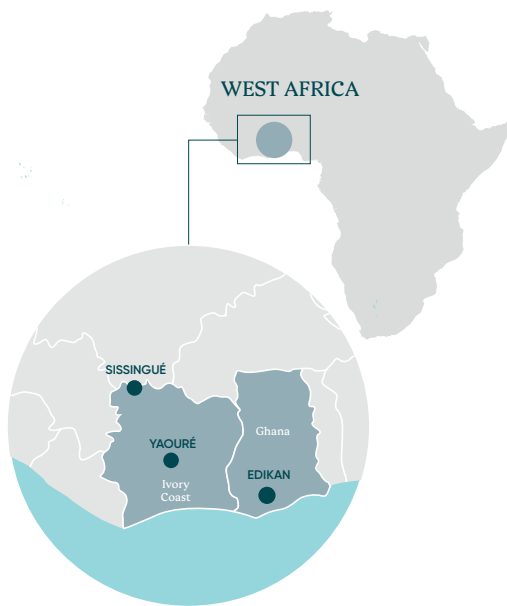 WEST AFRICA
SISSINGUÉ
YAOURÉ
Ghana
EDIKAN
Ivory
Coast